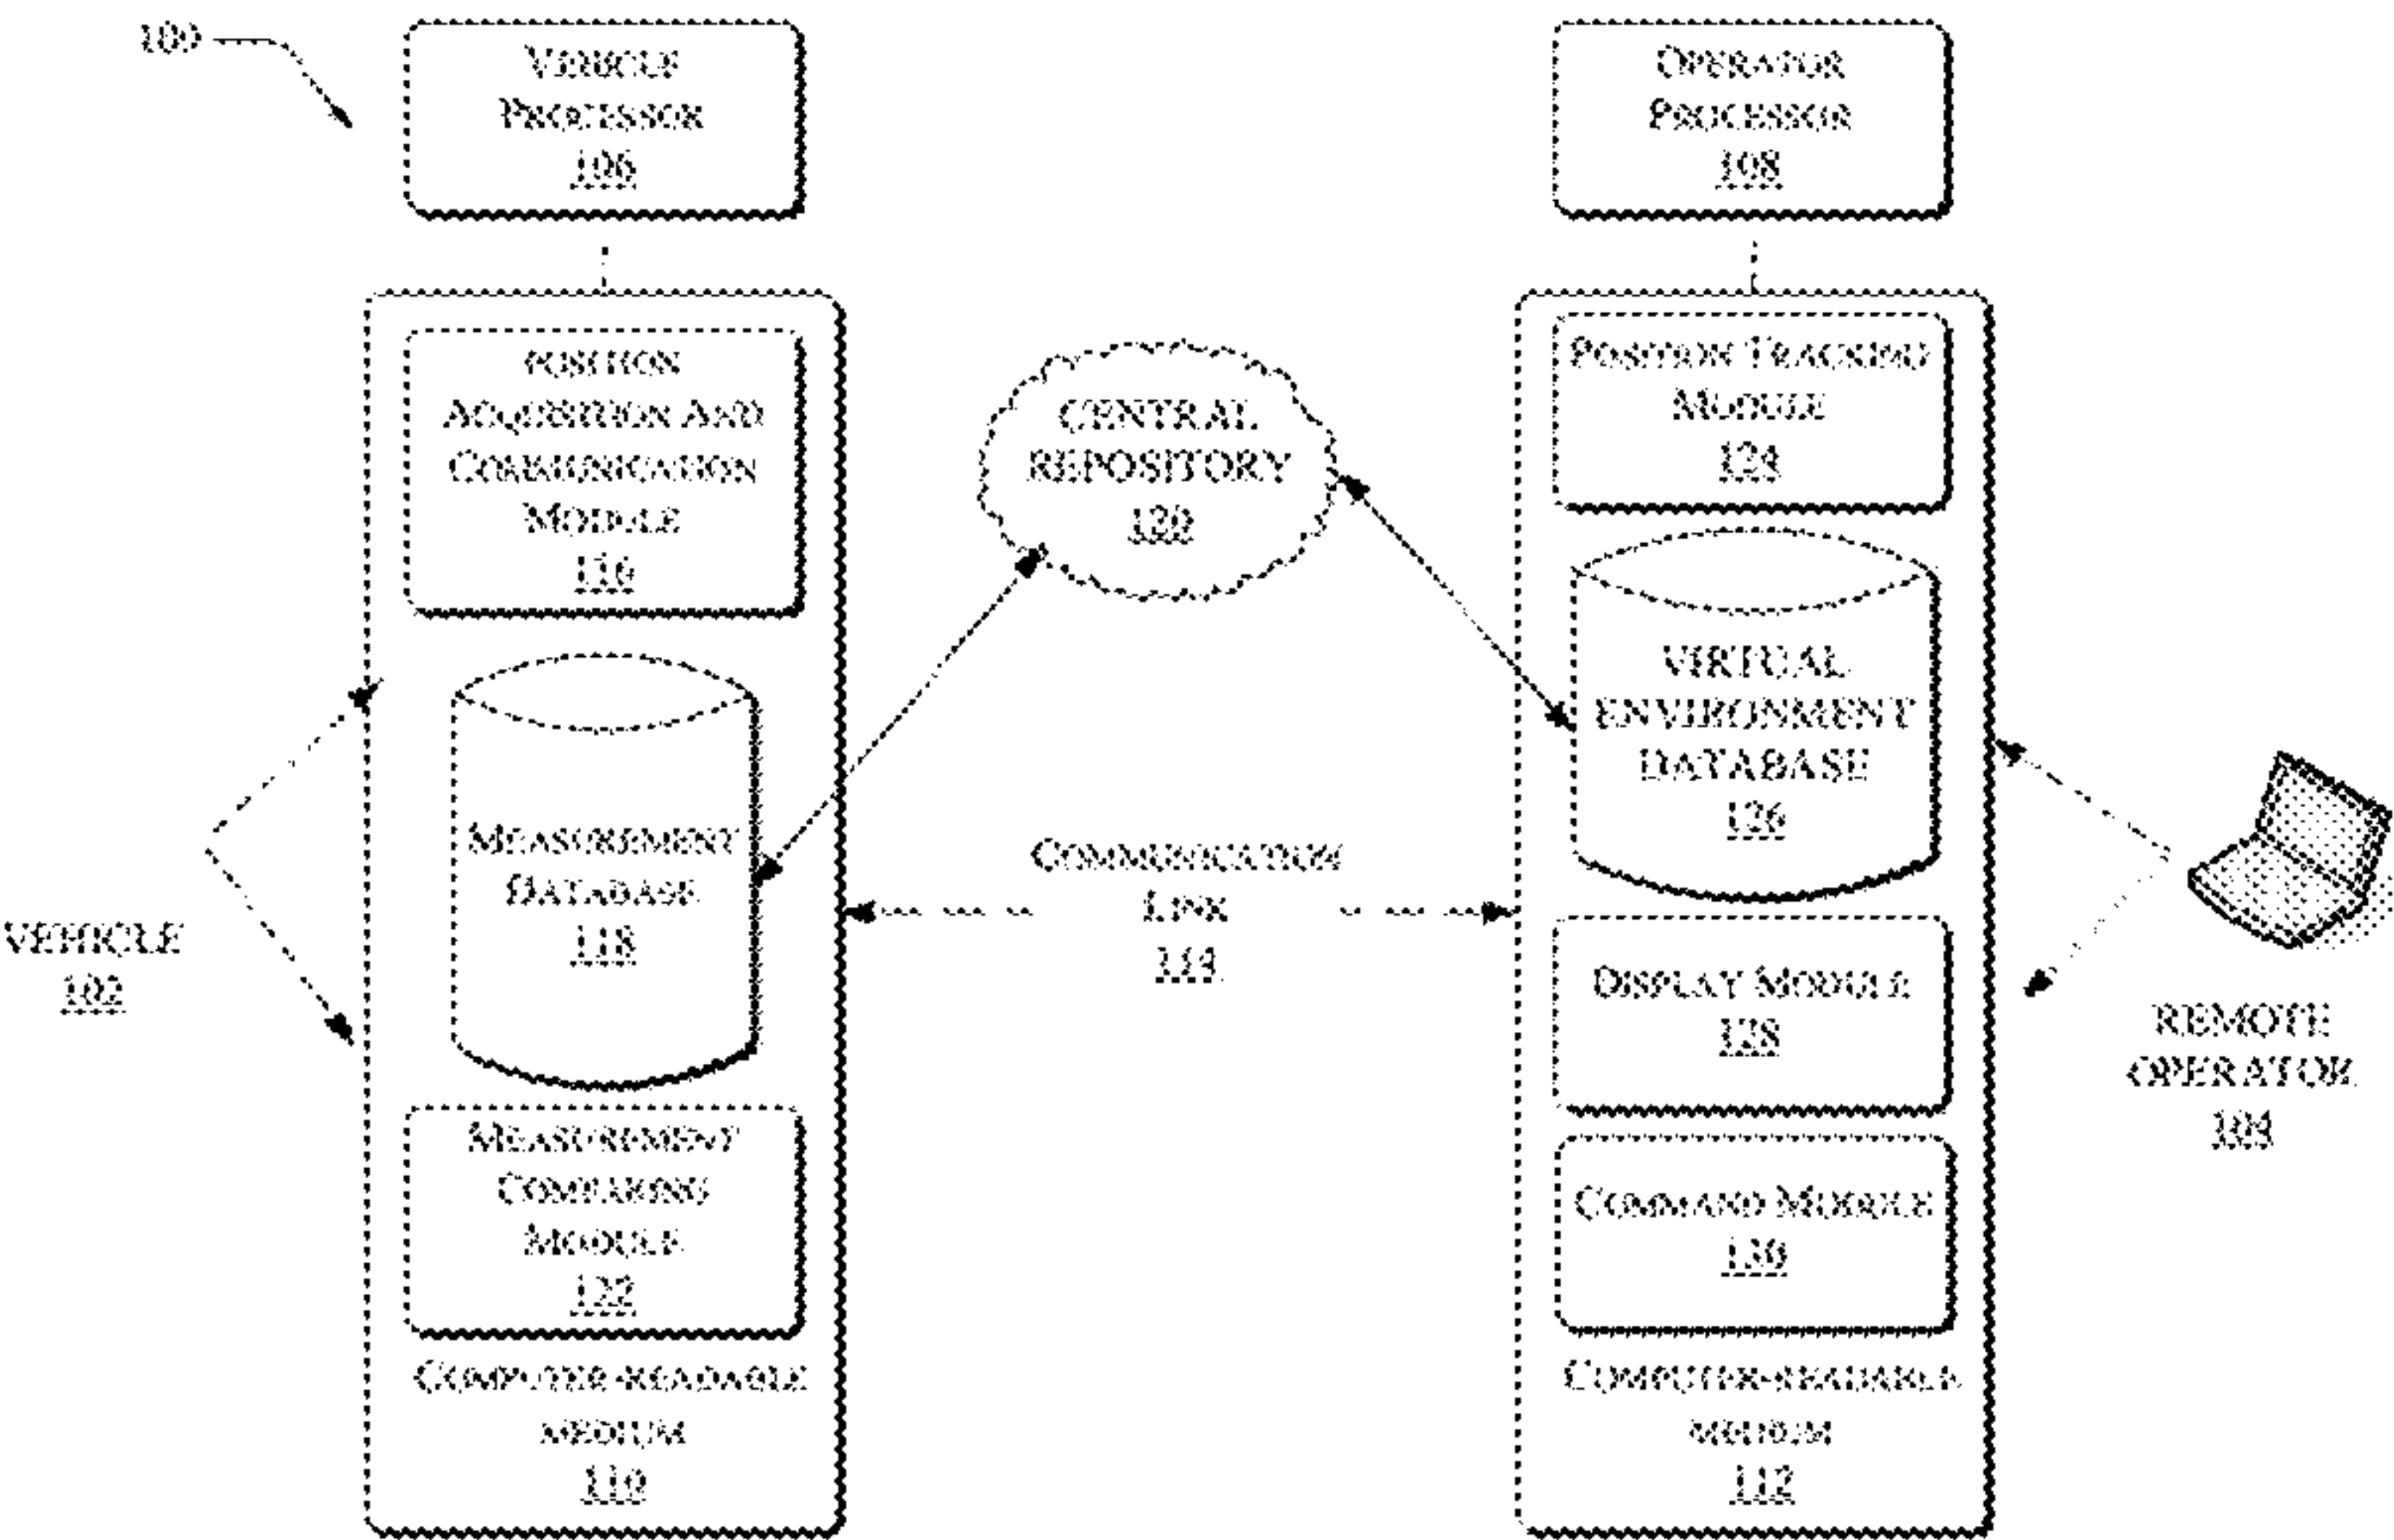 100
VEHICLE
PROCESSOR
106
POSITION
ACQUISITION AND
COMMUNICATION
MODULE
116
MEASUREMENT
DATABASE
118
MEASUREMENT
COMPARING
MODULE
122
COMPUTER-READABLE
MEDIUM
110
VEHICLE
102
CENTRAL
REPOSITORY
120
COMMUNICATION
LINK
114
OPERATOR
PROCESSOR
108
POSITION TRACKING
MODULE
124
VIRTUAL
ENVIRONMENT
DATABASE
126
DISPLAY MODULE
128
COMMAND MODULE
130
COMPUTER-READABLE
MEDIUM
112
REMOTE
OPERATOR
104